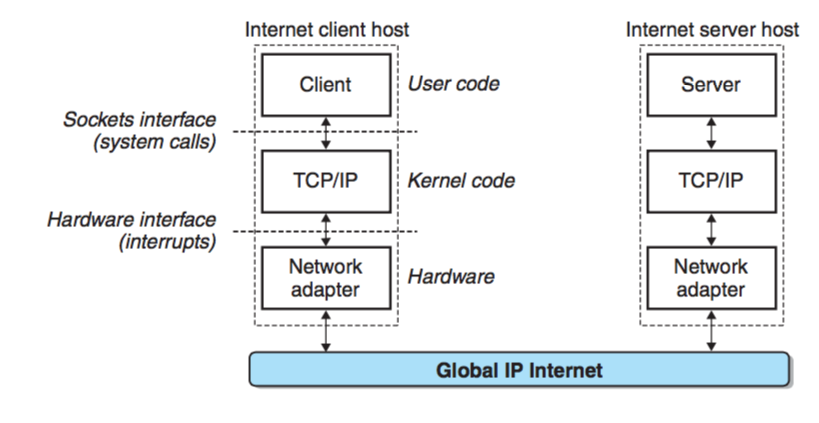 Internet client host
Internet server host
Client
User code
Server
Sockets interface
(system calls)
TCP/IP
Kernel code
TCP/IP
Hardware interface
(interrupts)
Network
adapter
Hardware
Network
adapter
Global IP Internet